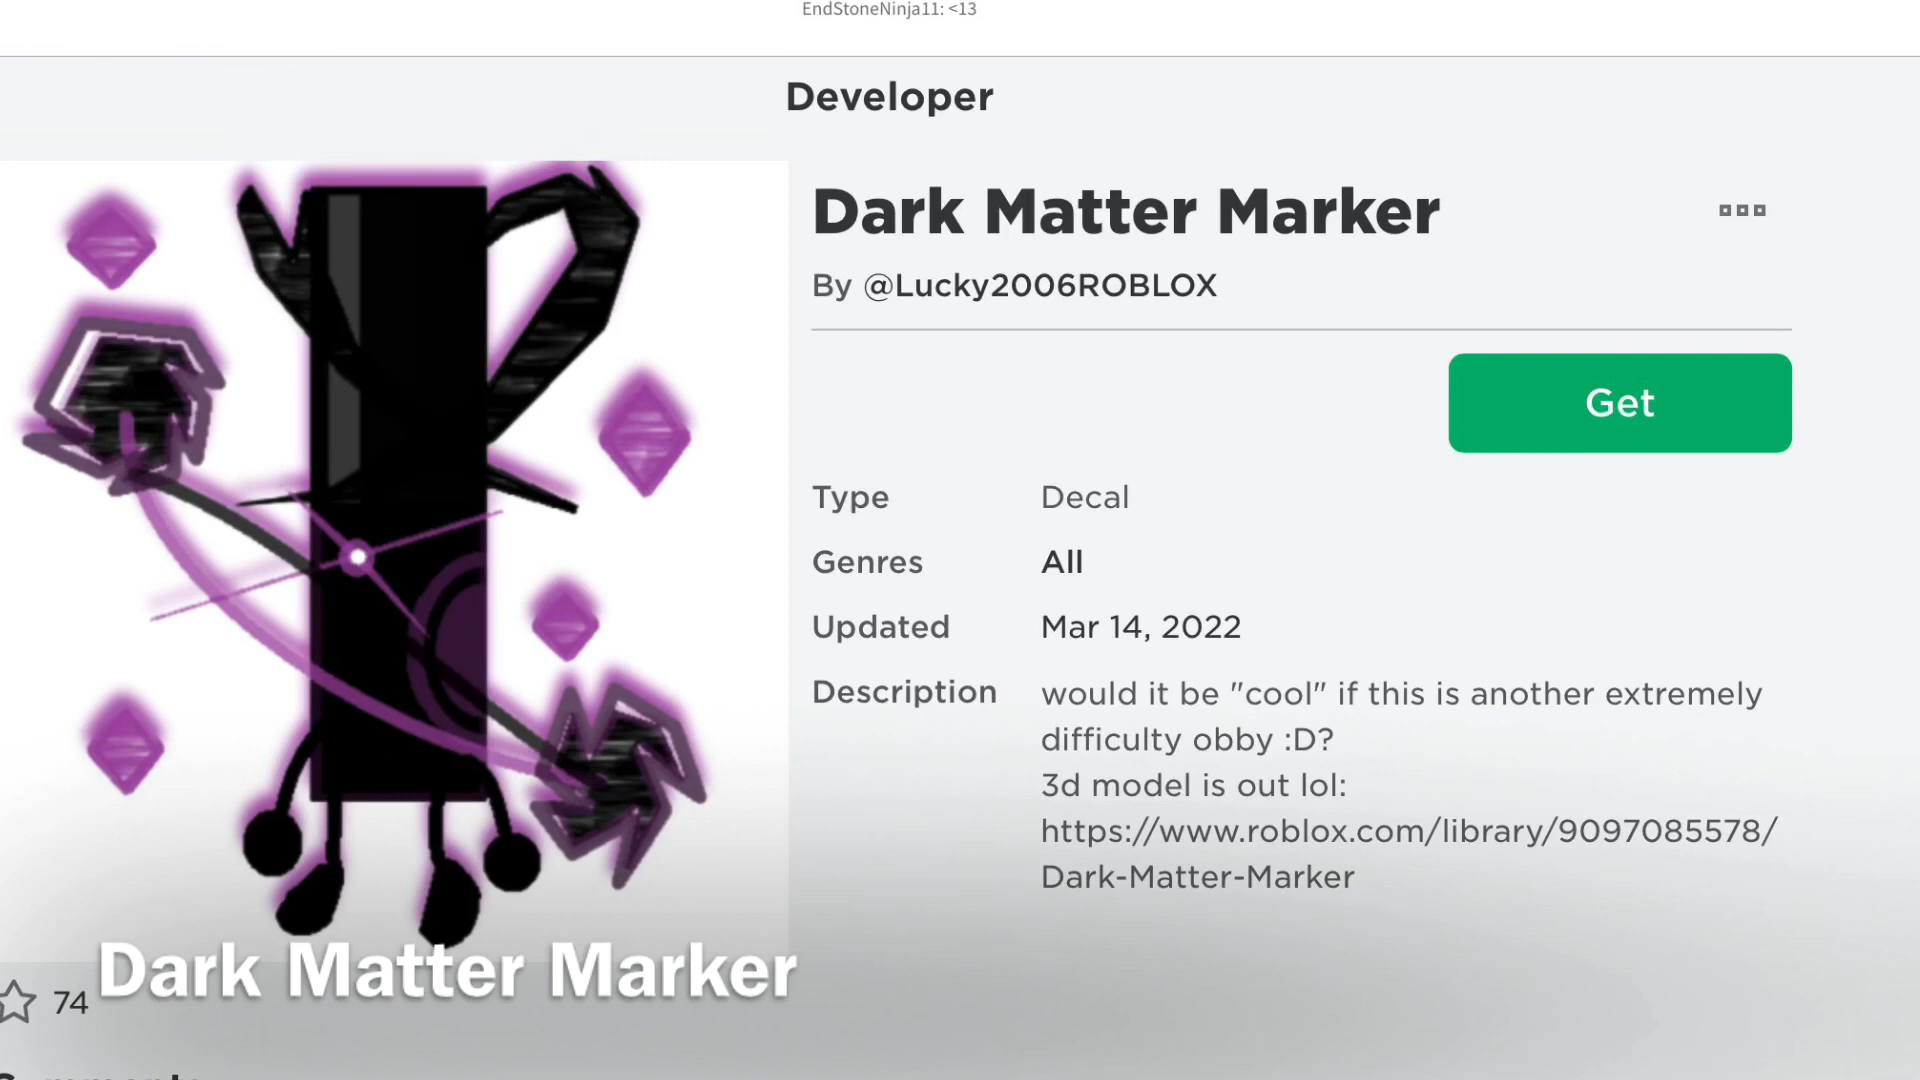 EndStoneNinja11: <13
Developer
Dark Matter Marker
By @Lucky2006ROBLOX
Get
Type Decal
Genres All
Updated Mar 14, 2022
Description would it be "cool" if this is another extremely
difficulty obby :D?
3d model is out lol:
https://www.roblox.com/library/9097085578/
Dark-Matter-Marker
Dark Matter Marker
74